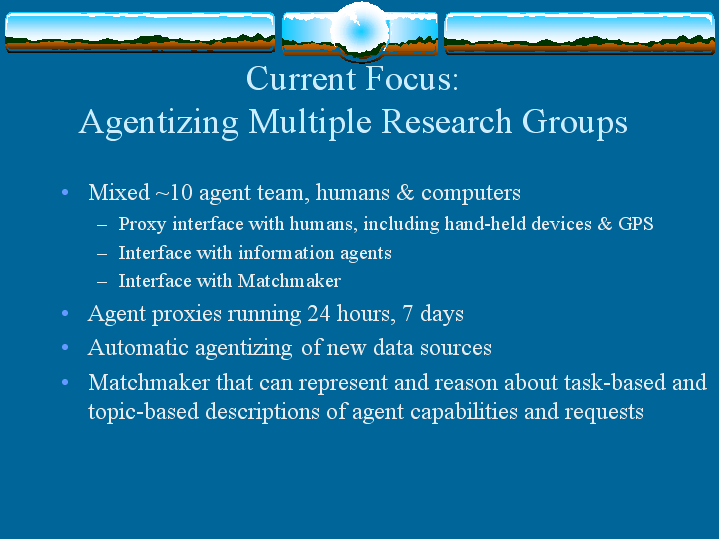 Current Focus:
Agentizing Multiple Research Groups
• Mixed ~10 agent team, humans & computers
– Proxy interface with humans, including hand-held devices & GPS
– Interface with information agents
– Interface with Matchmaker
• Agent proxies running 24 hours, 7 days
• Automatic agentizing of new data sources
• Matchmaker that can represent and reason about task-based and
topic-based descriptions of agent capabilities and requests